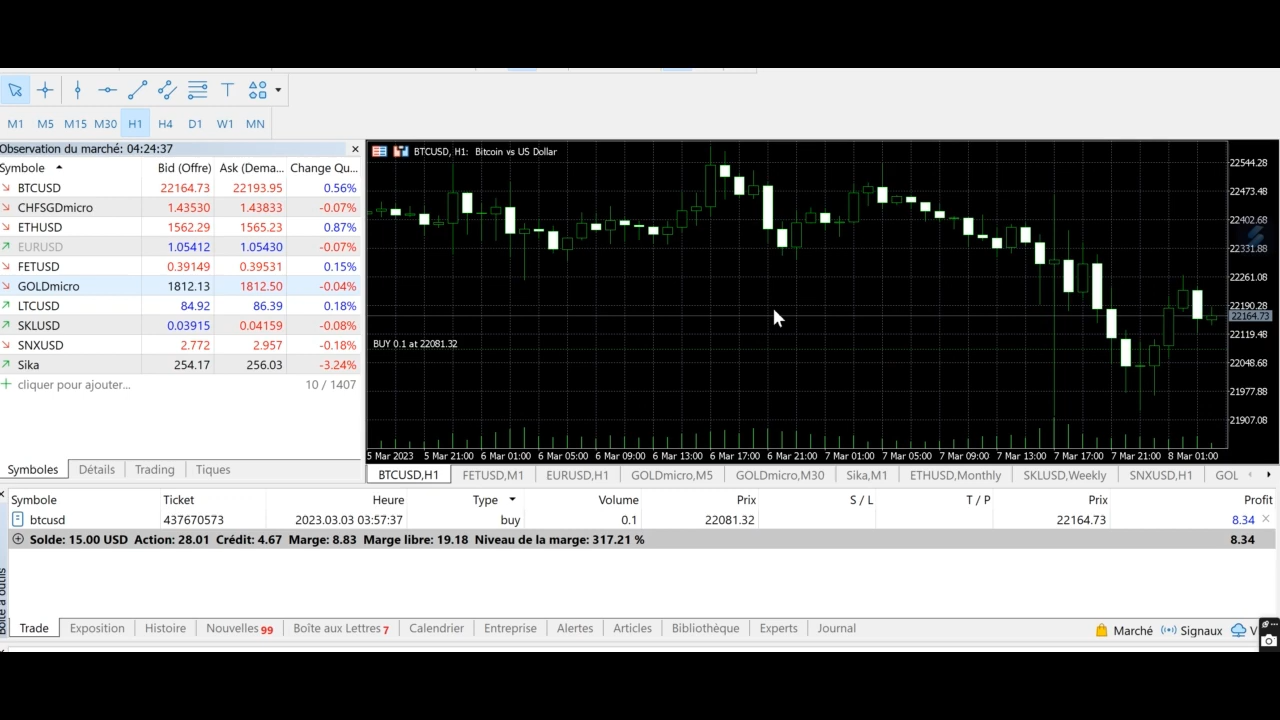 M1 M5 M15 M30 H1 H4 D1 W1 MN
Observation du marché: 04:24:37
Symbole Bid (Offre) Ask (Dema... Change Qu...
BTCUSD 22164.73 22193.95 0.56%
CHFSGDmicro 1.43530 1.43833 -0.07%
ETHUSD 1562.29 1565.23 0.87%
EURUSD 1.05412 1.05430 -0.07%
FETUSD 0.39149 0.39531 0.15%
GOLDmicro 1812.13 1812.50 -0.04%
LTCUSD 84.92 86.39 0.18%
SKLUSD 0.03915 0.04159 -0.08%
SNXUSD 2.772 2.957 -0.18%
Sika 254.17 256.03 -3.24%
cliquer pour ajouter... 10 / 1407
Symboles Détails Trading Tiques
BTCUSD, H1: Bitcoin vs US Dollar
22544.28
22473.48
22402.68
22331.88
22261.08
22190.28
22164.73
22119.48
22048.68
21977.88
21907.08
BUY 0.1 at 22081.32
5 Mar 2023 5 Mar 21:00 6 Mar 01:00 6 Mar 05:00 6 Mar 09:00 6 Mar 13:00 6 Mar 17:00 6 Mar 21:00 7 Mar 01:00 7 Mar 05:00 7 Mar 09:00 7 Mar 13:00 7 Mar 17:00 7 Mar 21:00 8 Mar 01:00
BTCUSD,H1 FETUSD,M1 EURUSD,H1 GOLDmicro,M5 GOLDmicro,M30 Sika,M1 ETHUSD,Monthly SKLUSD,Weekly SNXUSD,H1 GOL
Symbole Ticket Heure Type Volume Prix S / L T / P Prix Profit
btcusd 437670573 2023.03.03 03:57:37 buy 0.1 22081.32 22164.73 8.34
Solde: 15.00 USD Action: 28.01 Crédit: 4.67 Marge: 8.83 Marge libre: 19.18 Niveau de la marge: 317.21 % 8.34
Boîte à outils
Trade Exposition Histoire Nouvelles 99 Boîte aux Lettres 7 Calendrier Entreprise Alertes Articles Bibliothèque Experts Journal
Marché Signaux V